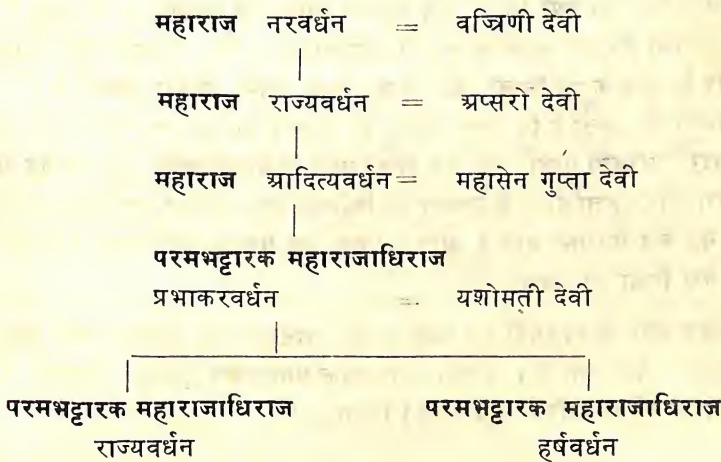 महाराज नरवर्धन = वज्रिणी देवी
महाराज राज्यवर्धन = अप्सरो देवी
महाराज आदित्यवर्धन = महासेन गुप्ता देवी
परमभट्टारक महाराजाधिराज
प्रभाकरवर्धन = यशोमती देवी
परमभट्टारक महाराजाधिराज परमभट्टारक महाराजाधिराज
राज्यवर्धन हर्षवर्धन